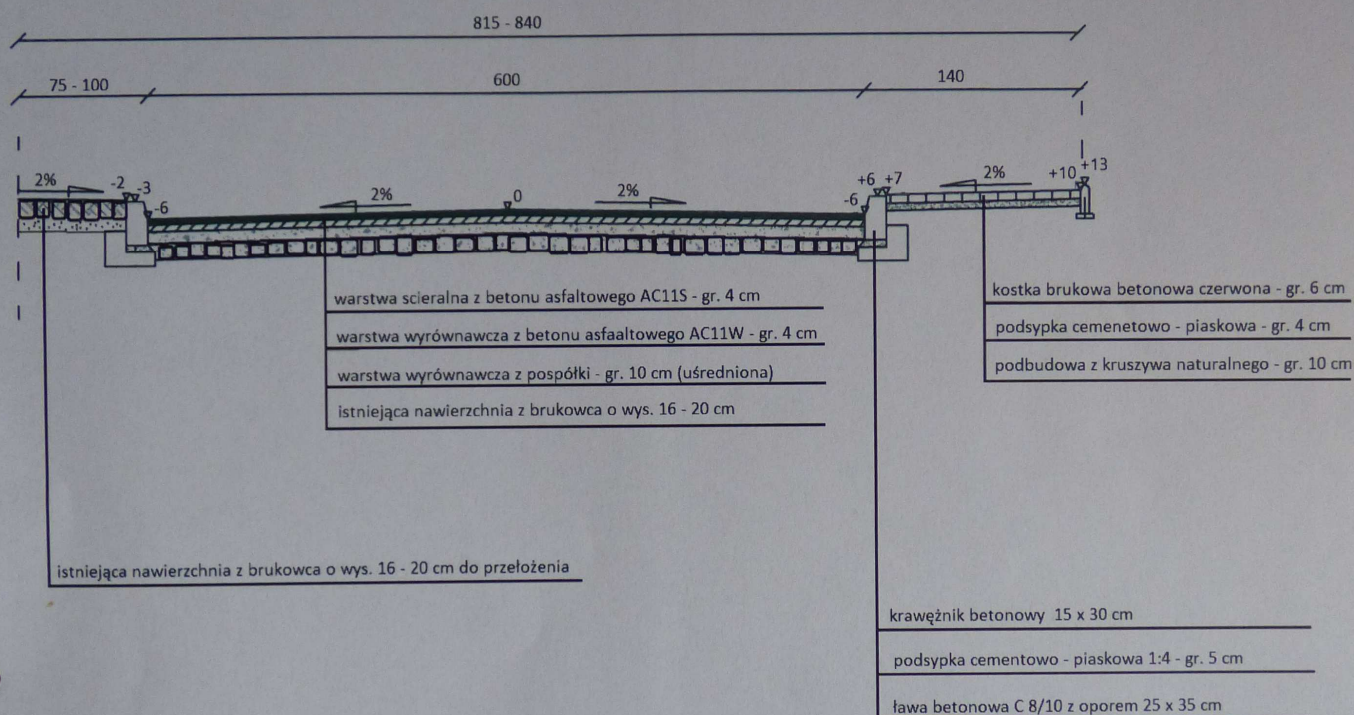 815 - 840
75 - 100
600
140
2%
-2
-3
-6
2%
0
2%
-6
+6
+7
2%
+10
+13
warstwa scieralna z betonu asfaltowego AC11S - gr. 4 cm
warstwa wyrównawcza z betonu asfaaltowego AC11W - gr. 4 cm
warstwa wyrównawcza z pospółki - gr. 10 cm (uśredniona)
istniejąca nawierzchnia z brukowca o wys. 16 - 20 cm
kostka brukowa betonowa czerwona - gr. 6 cm
podsypka cemenetowo - piaskowa - gr. 4 cm
podbudowa z kruszywa naturalnego - gr. 10 cm
istniejąca nawierzchnia z brukowca o wys. 16 - 20 cm do przełożenia
krawężnik betonowy 15 x 30 cm
podsypka cementowo - piaskowa 1:4 - gr. 5 cm
ława betonowa C 8/10 z oporem 25 x 35 cm